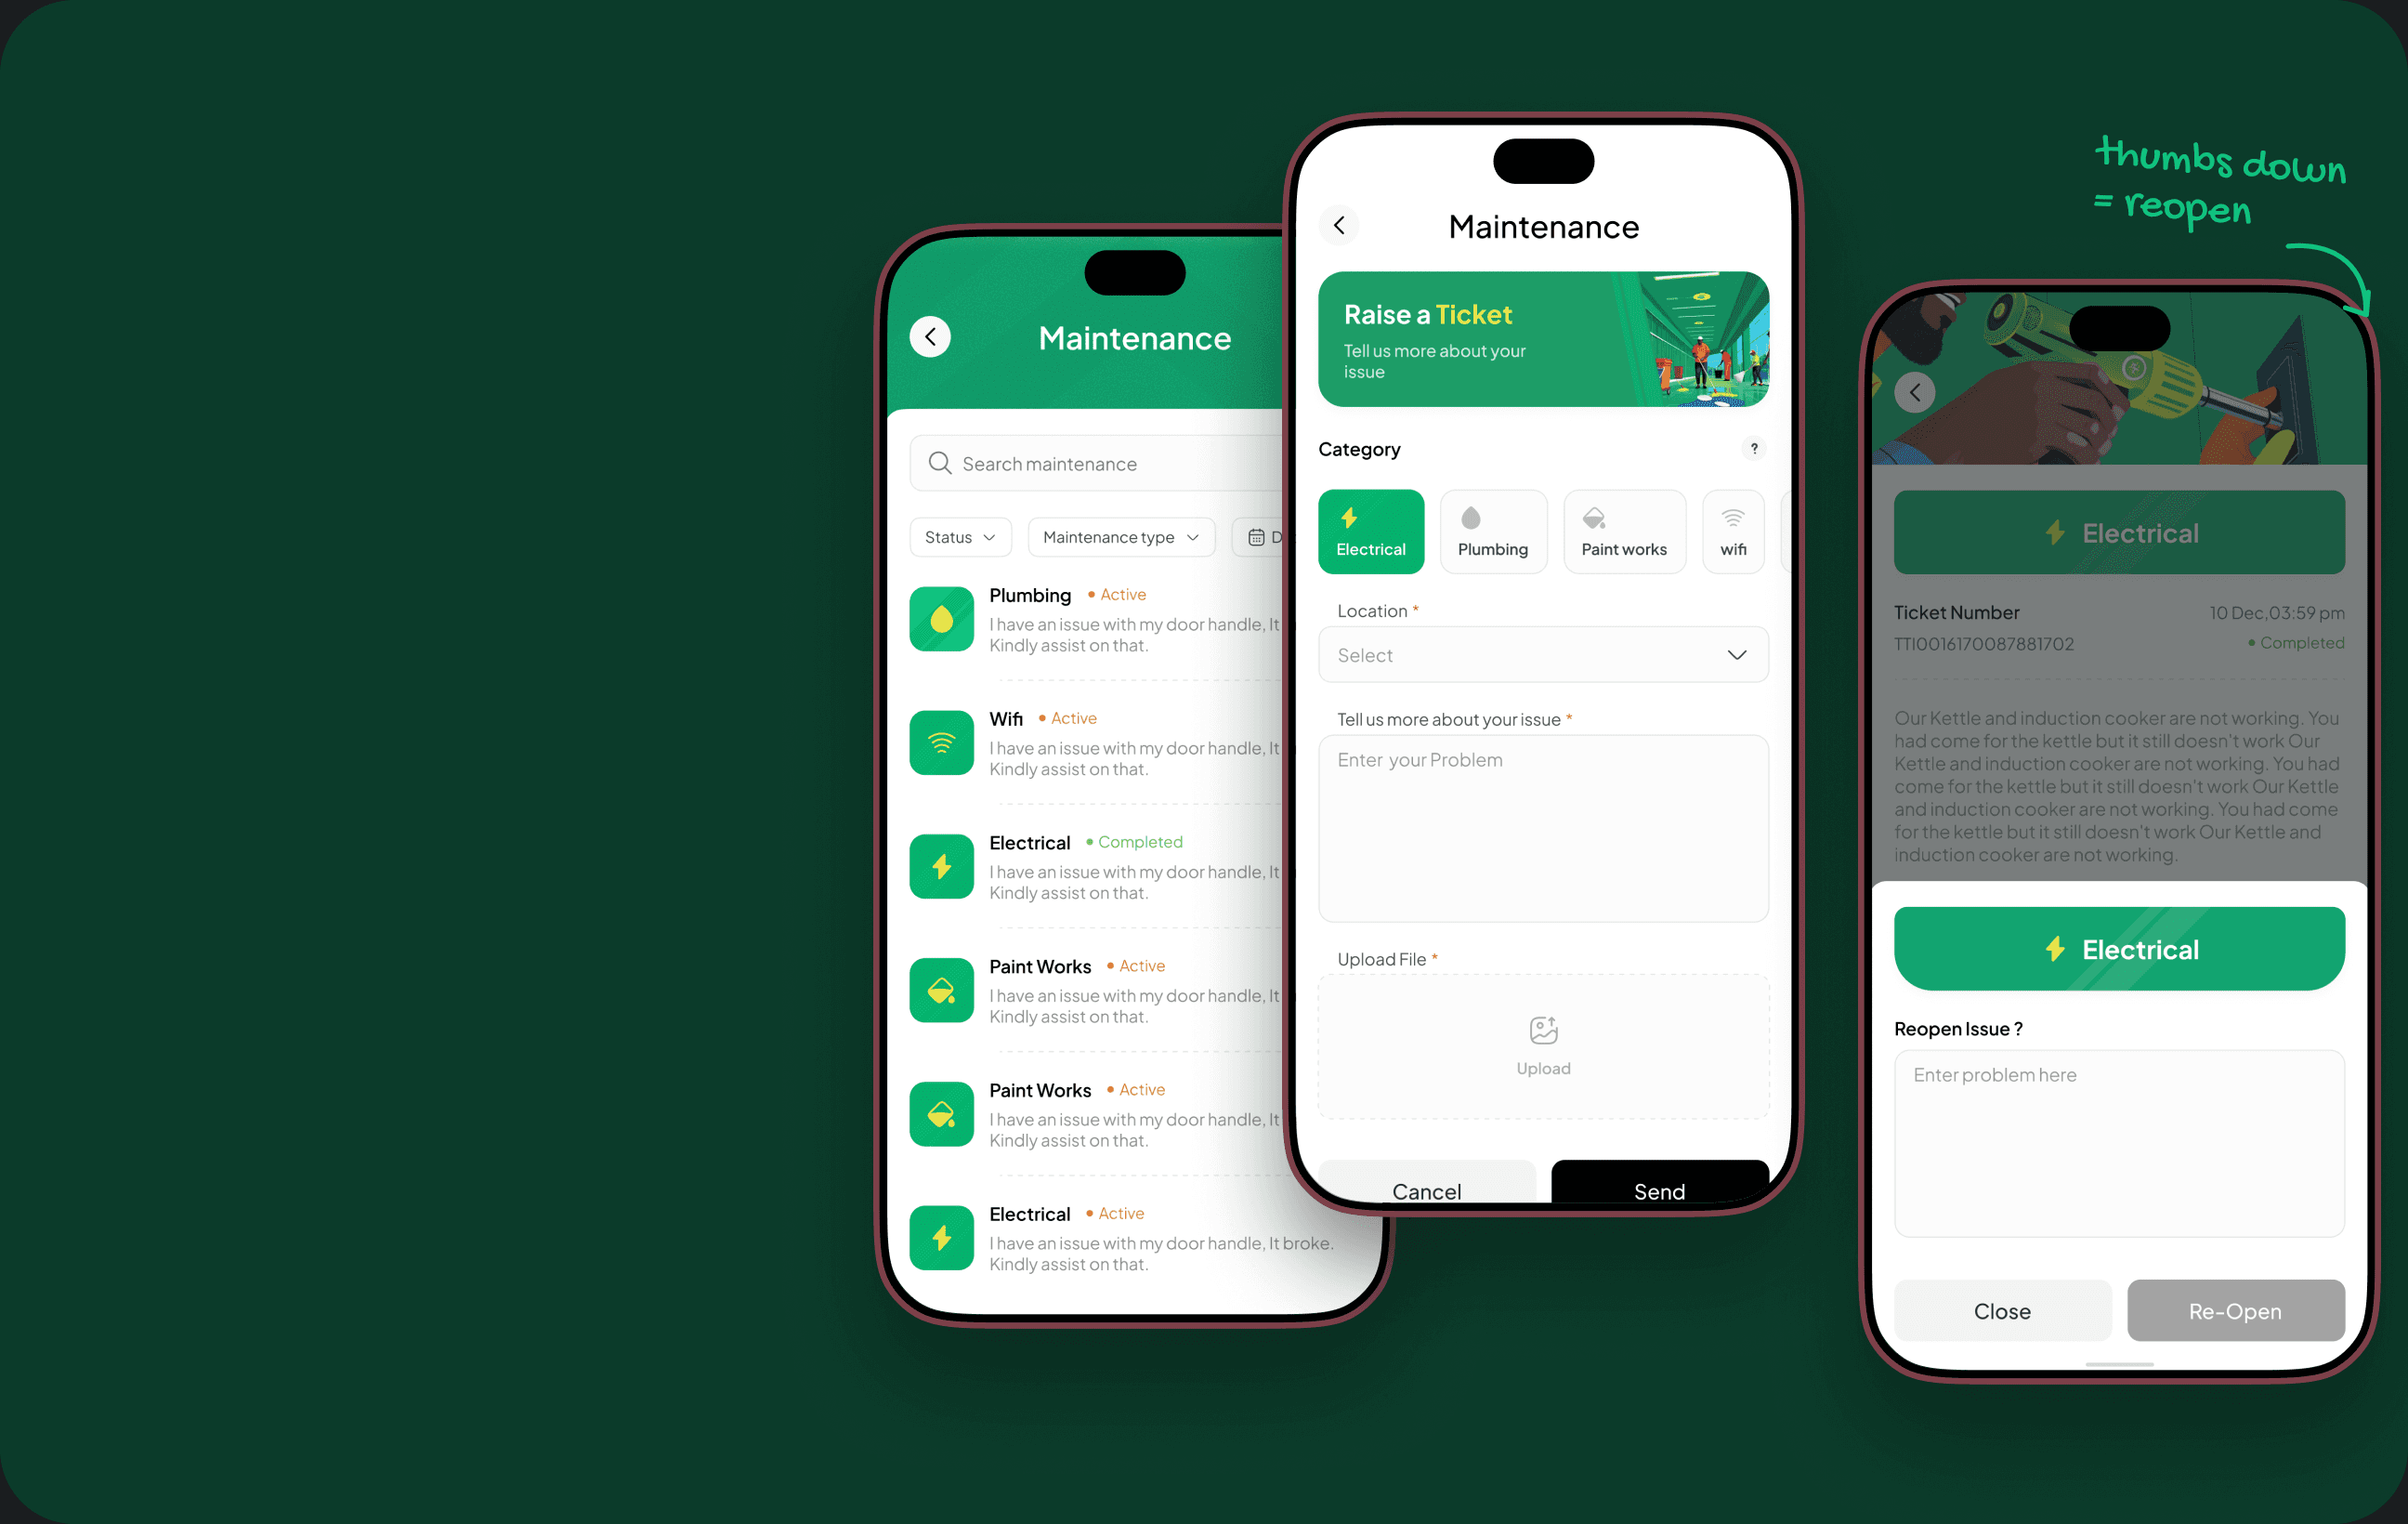 thumbs down
= reopen
Maintenance
Search maintenance
Status
Maintenance type
D
Plumbing
Active
I have an issue with my door handle, It
Kindly assist on that.
Wifi
Active
I have an issue with my door handle, It
Kindly assist on that.
Electrical
Completed
I have an issue with my door handle, It
Kindly assist on that.
Paint Works
Active
I have an issue with my door handle, It
Kindly assist on that.
Paint Works
Active
I have an issue with my door handle, It
Kindly assist on that.
Electrical
Active
I have an issue with my door handle, It broke.
Kindly assist on that.
Maintenance
Raise a Ticket
Tell us more about your
issue
Category
?
Electrical
Plumbing
Paint works
wifi
Location *
Select
Tell us more about your issue *
Enter your Problem
Upload File *
Upload
Cancel
Send
Electrical
Ticket Number
10 Dec,03:59 pm
TTI0016170087881702
Completed
Our Kettle and induction cooker are not working. You
had come for the kettle but it still doesn't work Our
Kettle and induction cooker are not working. You had
come for the kettle but it still doesn't work Our Kettle
and induction cooker are not working. You had come
for the kettle but it still doesn't work Our Kettle and
induction cooker are not working.
Electrical
Reopen Issue ?
Enter problem here
Close
Re-Open